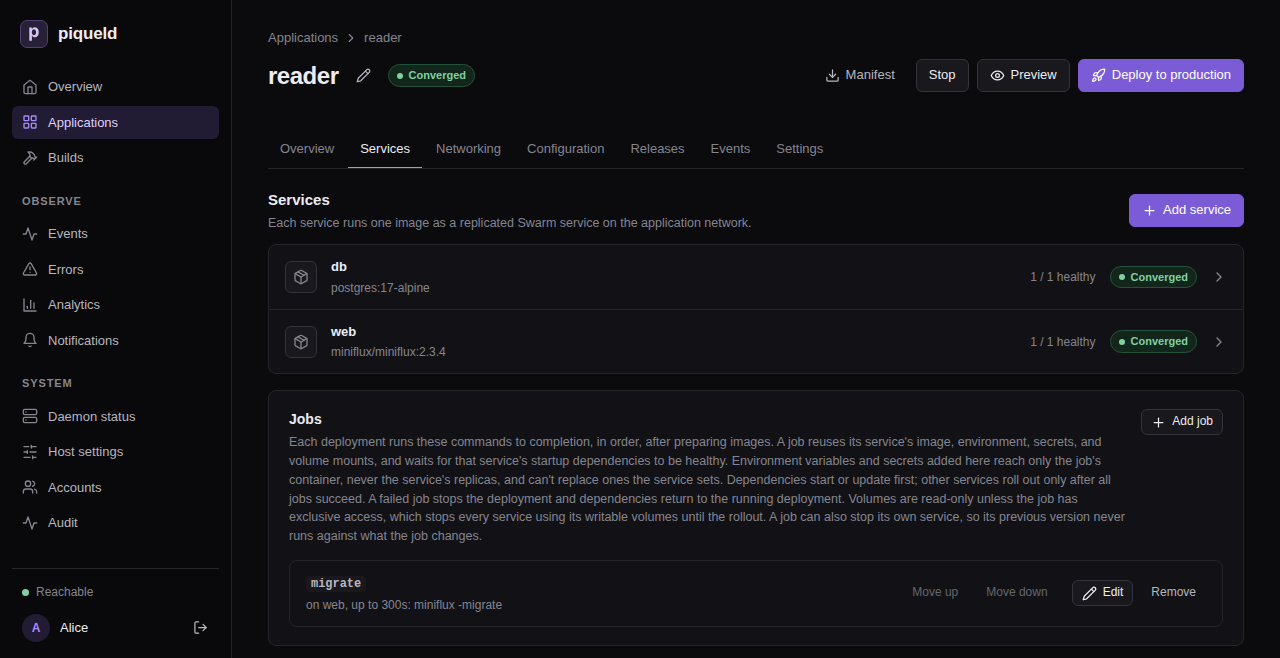 p piqueld
Overview
Applications
Builds
OBSERVE
Events
Errors
Analytics
Notifications
SYSTEM
Daemon status
Host settings
Accounts
Audit
Reachable
A Alice
Applications reader
reader Converged
Manifest Stop Preview Deploy to production
Overview Services Networking Configuration Releases Events Settings
Services
Each service runs one image as a replicated Swarm service on the application network.
Add service
db
postgres:17-alpine
1 / 1 healthy Converged
web
miniflux/miniflux:2.3.4
1 / 1 healthy Converged
Jobs
Add job
Each deployment runs these commands to completion, in order, after preparing images. A job reuses its service's image, environment, secrets, and
volume mounts, and waits for that service's startup dependencies to be healthy. Environment variables and secrets added here reach only the job's
container, never the service's replicas, and can't replace ones the service sets. Dependencies start or update first; other services roll out only after all
jobs succeed. A failed job stops the deployment and dependencies return to the running deployment. Volumes are read-only unless the job has
exclusive access, which stops every service using its writable volumes until the rollout. A job can also stop its own service, so its previous version never
runs against what the job changes.
migrate
on web, up to 300s: miniflux -migrate
Move up Move down Edit Remove